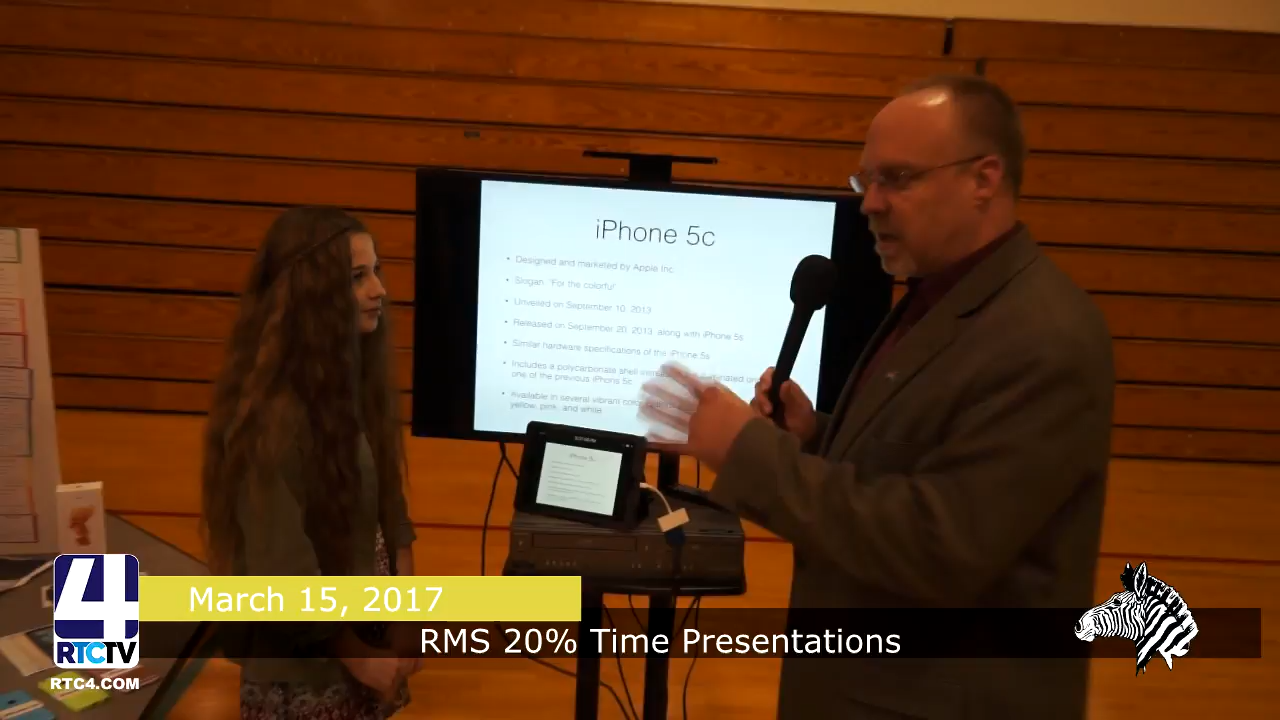 iPhone 5c
• Designed and marketed by Apple Inc.
• Slogan: "For the colorful"
• Unveiled on September 10, 2013
• Released on September 20, 2013, along with iPhone 5s
• Similar hardware specifications of the iPhone 5s
• Includes a polycarbonate shell
one of the previous iPhone 5c
• Available in several vibrant color
yellow, pink, and white
iPhone 5c
4
March 15, 2017
RMS 20% Time Presentations
RTCTV
RTC4.COM